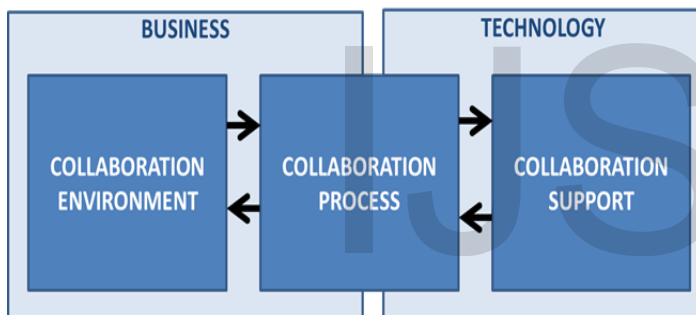 BUSINESS
TECHNOLOGY
COLLABORATION
ENVIRONMENT
COLLABORATION
PROCESS
COLLABORATION
SUPPORT
IJS